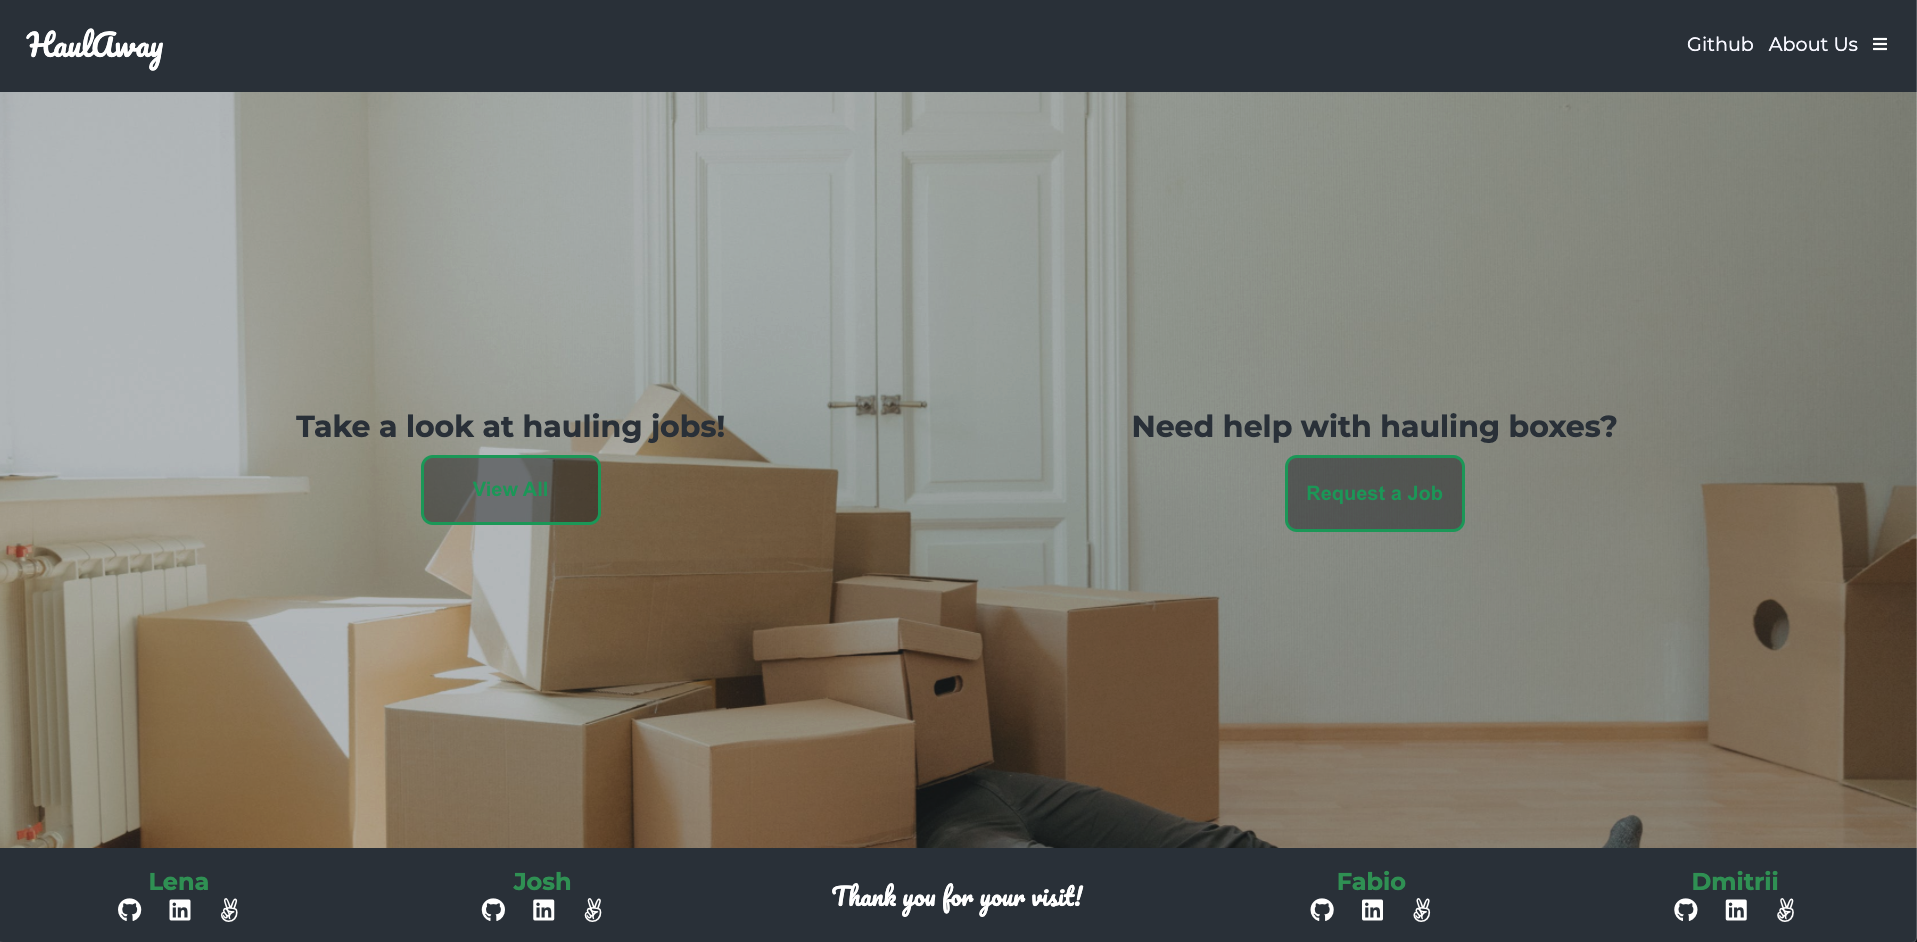 HaulAway
Github About Us
Take a look at hauling jobs!
View All
Need help with hauling boxes?
Request a Job
Lena
Josh
Thank you for your visit!
Fabio
Dmitrii